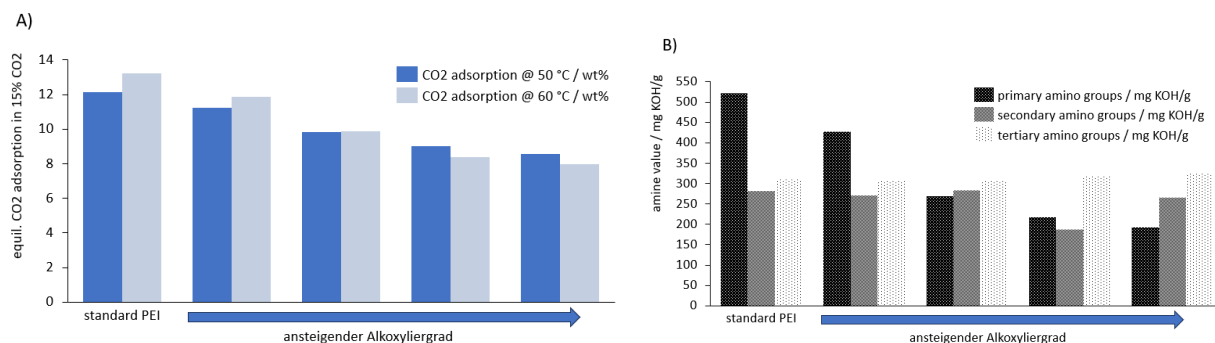 A)
equil. CO2 adsorption in 15% CO2
14
12
10
8
6
4
2
0
CO2 adsorption @ 50 °C / wt%
CO2 adsorption @ 60 °C / wt%
standard PEI
ansteigender Alkoxyliergrad
B)
amine value / mg KOH/g
550
500
450
400
350
300
250
200
150
100
50
0
primary amino groups / mg KOH/g
secondary amino groups / mg KOH/g
tertiary amino groups / mg KOH/g
standard PEI
ansteigender Alkoxyliergrad